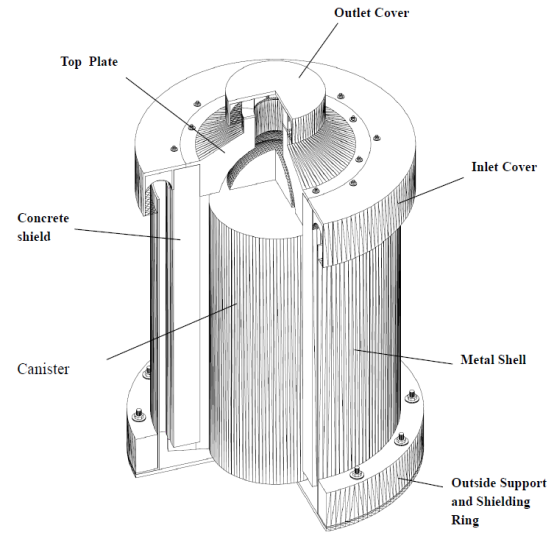 Outlet Cover
Top Plate
Inlet Cover
Concrete
shield
Canister
Metal Shell
Outside Support
and Shielding
Ring